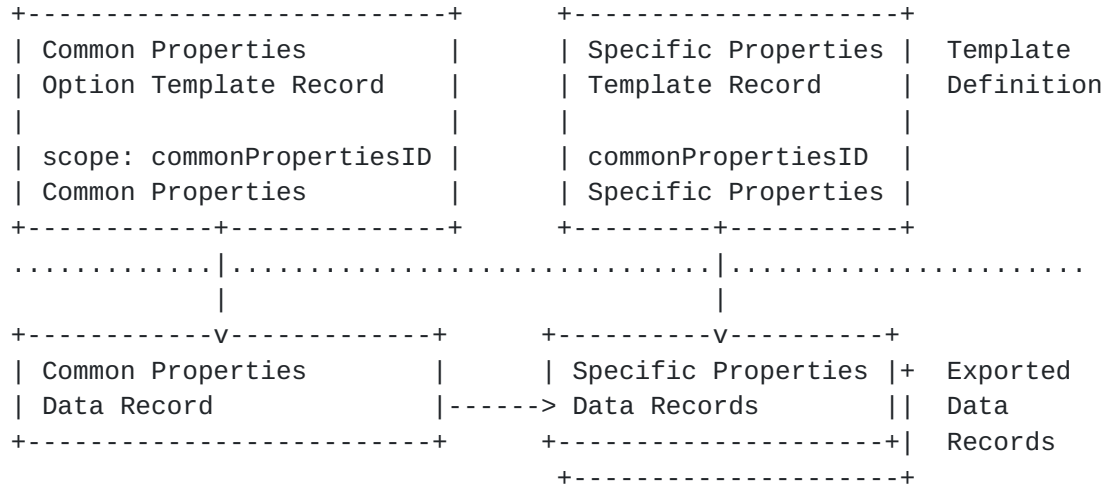 +---------------------------+      +---------------------+
| Common Properties         |      | Specific Properties |  Template
| Option Template Record    |      | Template Record     |  Definition
|                           |      |                     |
| scope: commonPropertiesID |      | commonPropertiesID  |
| Common Properties         |      | Specific Properties |
+------------+--------------+      +---------+-----------+
.............|...............................|.......................
             |                               |
+------------v-------------+      +----------v----------+
| Common Properties        |      | Specific Properties |+  Exported
| Data Record              |------> Data Records        ||  Data
+--------------------------+      +---------------------+|  Records
                                   +---------------------+